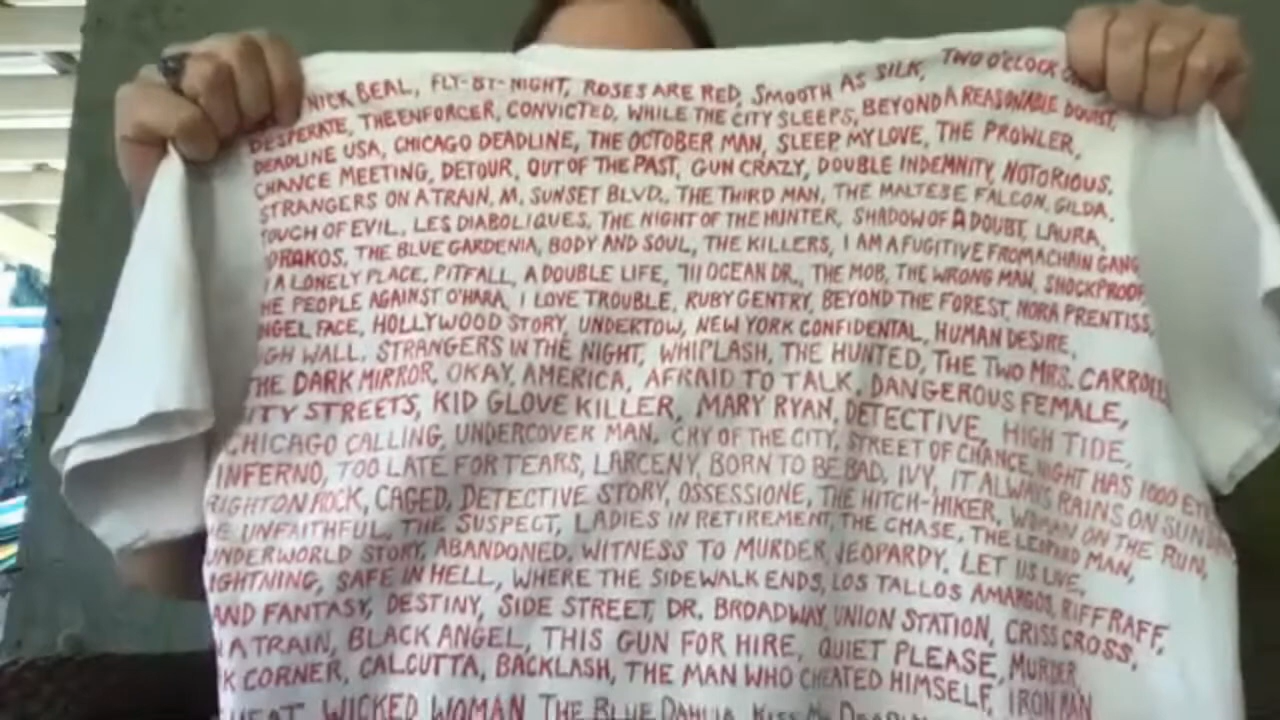 NICK BEAL, FLY-BY-NIGHT, ROSES ARE RED, SMOOTH AS SILK, TWO O'CLOCK
DESPERATE, THE ENFORCER, CONVICTED, WHILE THE CITY SLEEPS, BEYOND A REASONABLE DOUBT,
DEADLINE USA, CHICAGO DEADLINE, THE OCTOBER MAN, SLEEP MY LOVE, THE PROWLER,
CHANCE MEETING, DETOUR, OUT OF THE PAST, GUN CRAZY, DOUBLE INDEMNITY, NOTORIOUS.
STRANGERS ON A TRAIN, M, SUNSET BLVD., THE THIRD MAN, THE MALTESE FALCON, GILDA,
TOUCH OF EVIL, LES DIABOLIQUES, THE NIGHT OF THE HUNTER, SHADOW OF A DOUBT, LAURA,
DRAKOS, THE BLUE GARDENIA, BODY AND SOUL, THE KILLERS, I AM A FUGITIVE FROM A CHAIN GANG
A LONELY PLACE, PITFALL, A DOUBLE LIFE, 711 OCEAN DR., THE MOB, THE WRONG MAN, SHOCKPROOF,
HE PEOPLE AGAINST O'HARA, I LOVE TROUBLE, RUBY GENTRY, BEYOND THE FOREST, NORA PRENTISS,
NGEL FACE, HOLLYWOOD STORY, UNDERTOW, NEW YORK CONFIDENTAL, HUMAN DESIRE,
IGH WALL, STRANGERS IN THE NIGHT, WHIPLASH, THE HUNTED, THE TWO MRS. CARROLLS
THE DARK MIRROR, OKAY, AMERICA, AFRAID TO TALK, DANGEROUS FEMALE,
ITY STREETS, KID GLOVE KILLER, MARY RYAN, DETECTIVE, HIGH TIDE,
CHICAGO CALLING, UNDERCOVER MAN, CRY OF THE CITY, STREET OF CHANCE, NIGHT HAS 1000 EYES
INFERNO, TOO LATE FOR TEARS, LARCENY, BORN TO BE BAD, IVY, IT ALWAYS RAINS ON SUNDAY
RIGHTON ROCK, CAGED, DETECTIVE STORY, OSSESSIONE, THE HITCH-HIKER, WOMAN ON THE RUN,
E UNFAITHFUL, THE SUSPECT, LADIES IN RETIREMENT, THE CHASE, THE LEOPARD MAN,
UNDERWORLD STORY, ABANDONED, WITNESS TO MURDER, JEOPARDY, LET US LIVE,
IGHTNING, SAFE IN HELL, WHERE THE SIDEWALK ENDS, LOS TALLOS AMARGOS, RIFFRAFF,
AND FANTASY, DESTINY, SIDE STREET, DR. BROADWAY, UNION STATION, CRISS CROSS,
A TRAIN, BLACK ANGEL, THIS GUN FOR HIRE, QUIET PLEASE, MURDER
K CORNER, CALCUTTA, BACKLASH, THE MAN WHO CHEATED HIMSELF, IRON MAN
HEAT, WICKED WOMAN, THE BLUE DAHLIA, KISS ME DEADLY